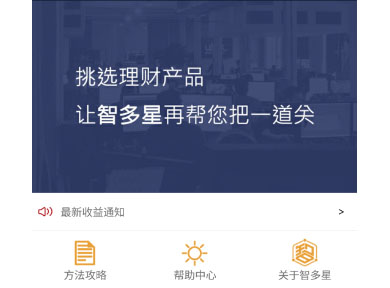 挑选理财产品
让智多星再帮您把一道关
最新收益通知
>
方法攻略
帮助中心
关于智多星